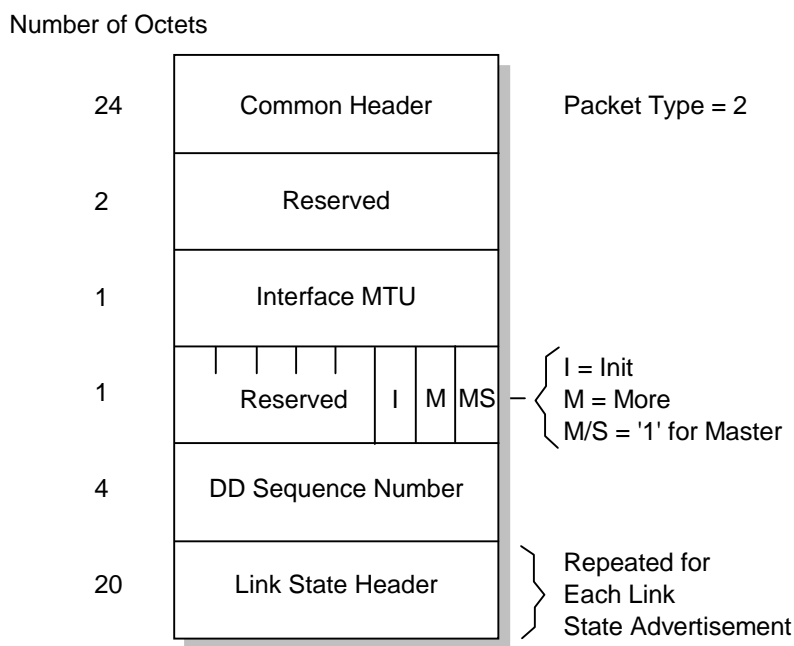 Number of Octets
24 Common Header Packet Type = 2
2 Reserved
1 Interface MTU
1 Reserved I M MS
I = Init
M = More
M/S = '1' for Master
4 DD Sequence Number
20 Link State Header
Repeated for
Each Link
State Advertisement